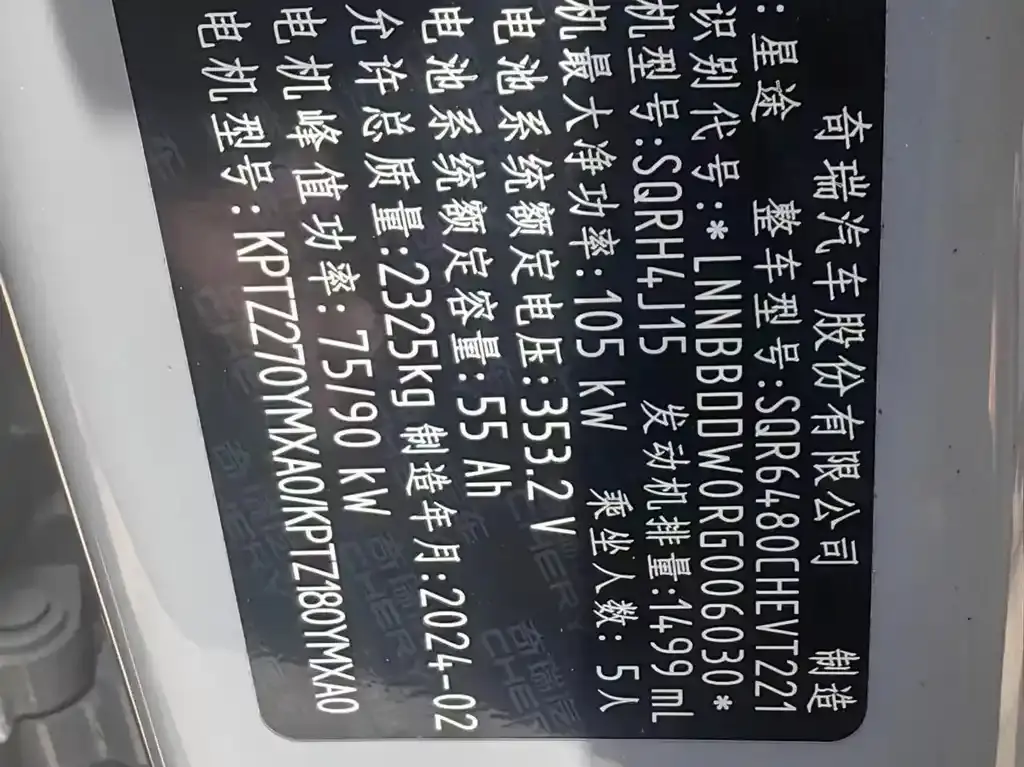 奇瑞汽车股份有限公司 制造
:星途 整车型号:SQR6480CHEVT221
识别代号:*LNNBBDDW0RG006030*
机型号:SQRH4J15 发动机排量:1499 mL
机最大净功率:105 kW 乘坐人数: 5人
电池系统额定电压:353.2 V
电池系统额定容量:55 Ah
允许总质量:2325kg 制造年月:2024-02
电机峰值功率: 75/90 kW
电机型号:KPTZ270YMXA0/KPTZ180YMXA0